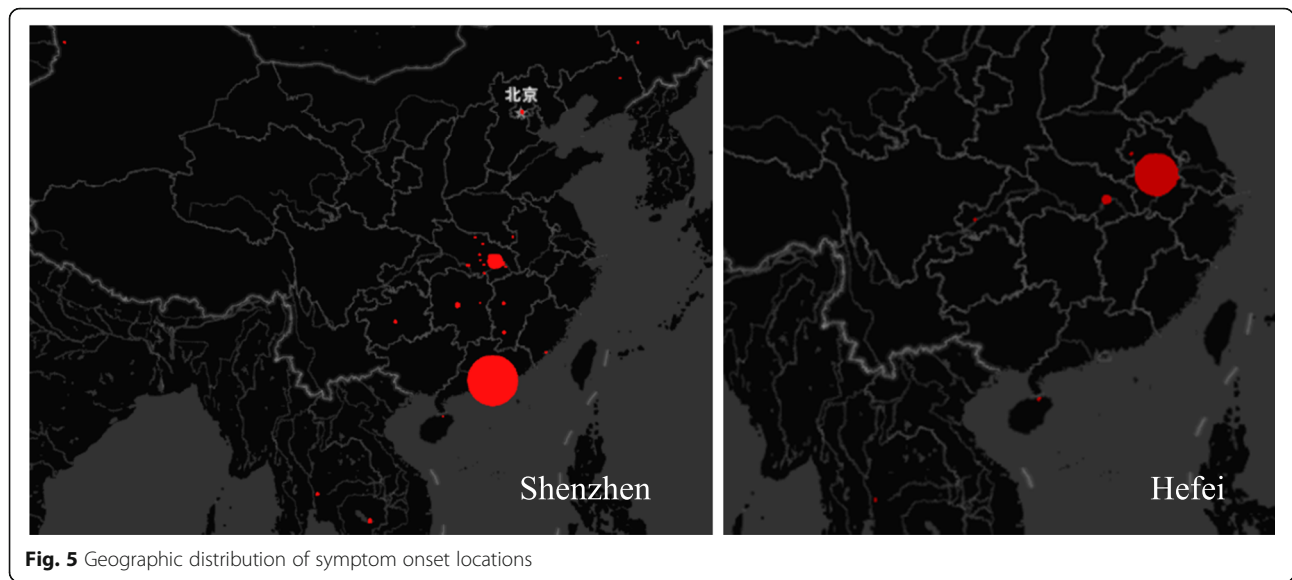 北京
Shenzhen
Hefei
Fig. 5 Geographic distribution of symptom onset locations